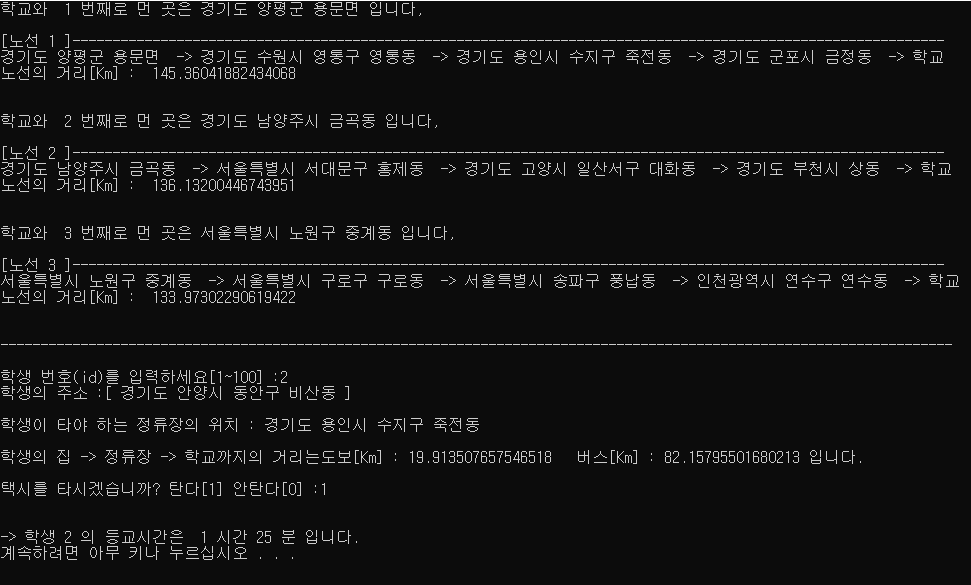 학교와  1 번째로 먼 곳은 경기도 양평군 용문면 입니다,
[노선 1 ]--------------------------------------------------------------------------------------------------------------
경기도 양평군 용문면  -> 경기도 수원시 영통구 영통동  -> 경기도 용인시 수지구 죽전동  -> 경기도 군포시 금정동  -> 학교
노선의 거리[Km] :  145.36041882434068
학교와  2 번째로 먼 곳은 경기도 남양주시 금곡동 입니다,
[노선 2 ]--------------------------------------------------------------------------------------------------------------
경기도 남양주시 금곡동  -> 서울특별시 서대문구 홍제동  -> 경기도 고양시 일산서구 대화동  -> 경기도 부천시 상동  -> 학교
노선의 거리[Km] :  136.13200446743951
학교와  3 번째로 먼 곳은 서울특별시 노원구 중계동 입니다,
[노선 3 ]--------------------------------------------------------------------------------------------------------------
서울특별시 노원구 중계동  -> 서울특별시 구로구 구로동  -> 서울특별시 송파구 풍납동  -> 인천광역시 연수구 연수동  -> 학교
노선의 거리[Km] :  133.97302290619422
-----------------------------------------------------------------------------------------------------------------------
학생 번호(id)를 입력하세요[1~100] :2
학생의 주소 :[ 경기도 안양시 동안구 비산동 ]
학생이 타야 하는 정류장의 위치 : 경기도 용인시 수지구 죽전동
학생의 집 -> 정류장 -> 학교까지의 거리는도보[Km] : 19.913507657546518   버스[Km] : 82.15795501680213 입니다.
택시를 타시겠습니까? 탄다[1] 안탄다[0] :1
-> 학생 2 의 등교시간은  1 시간 25 분 입니다.
계속하려면 아무 키나 누르십시오 . . .